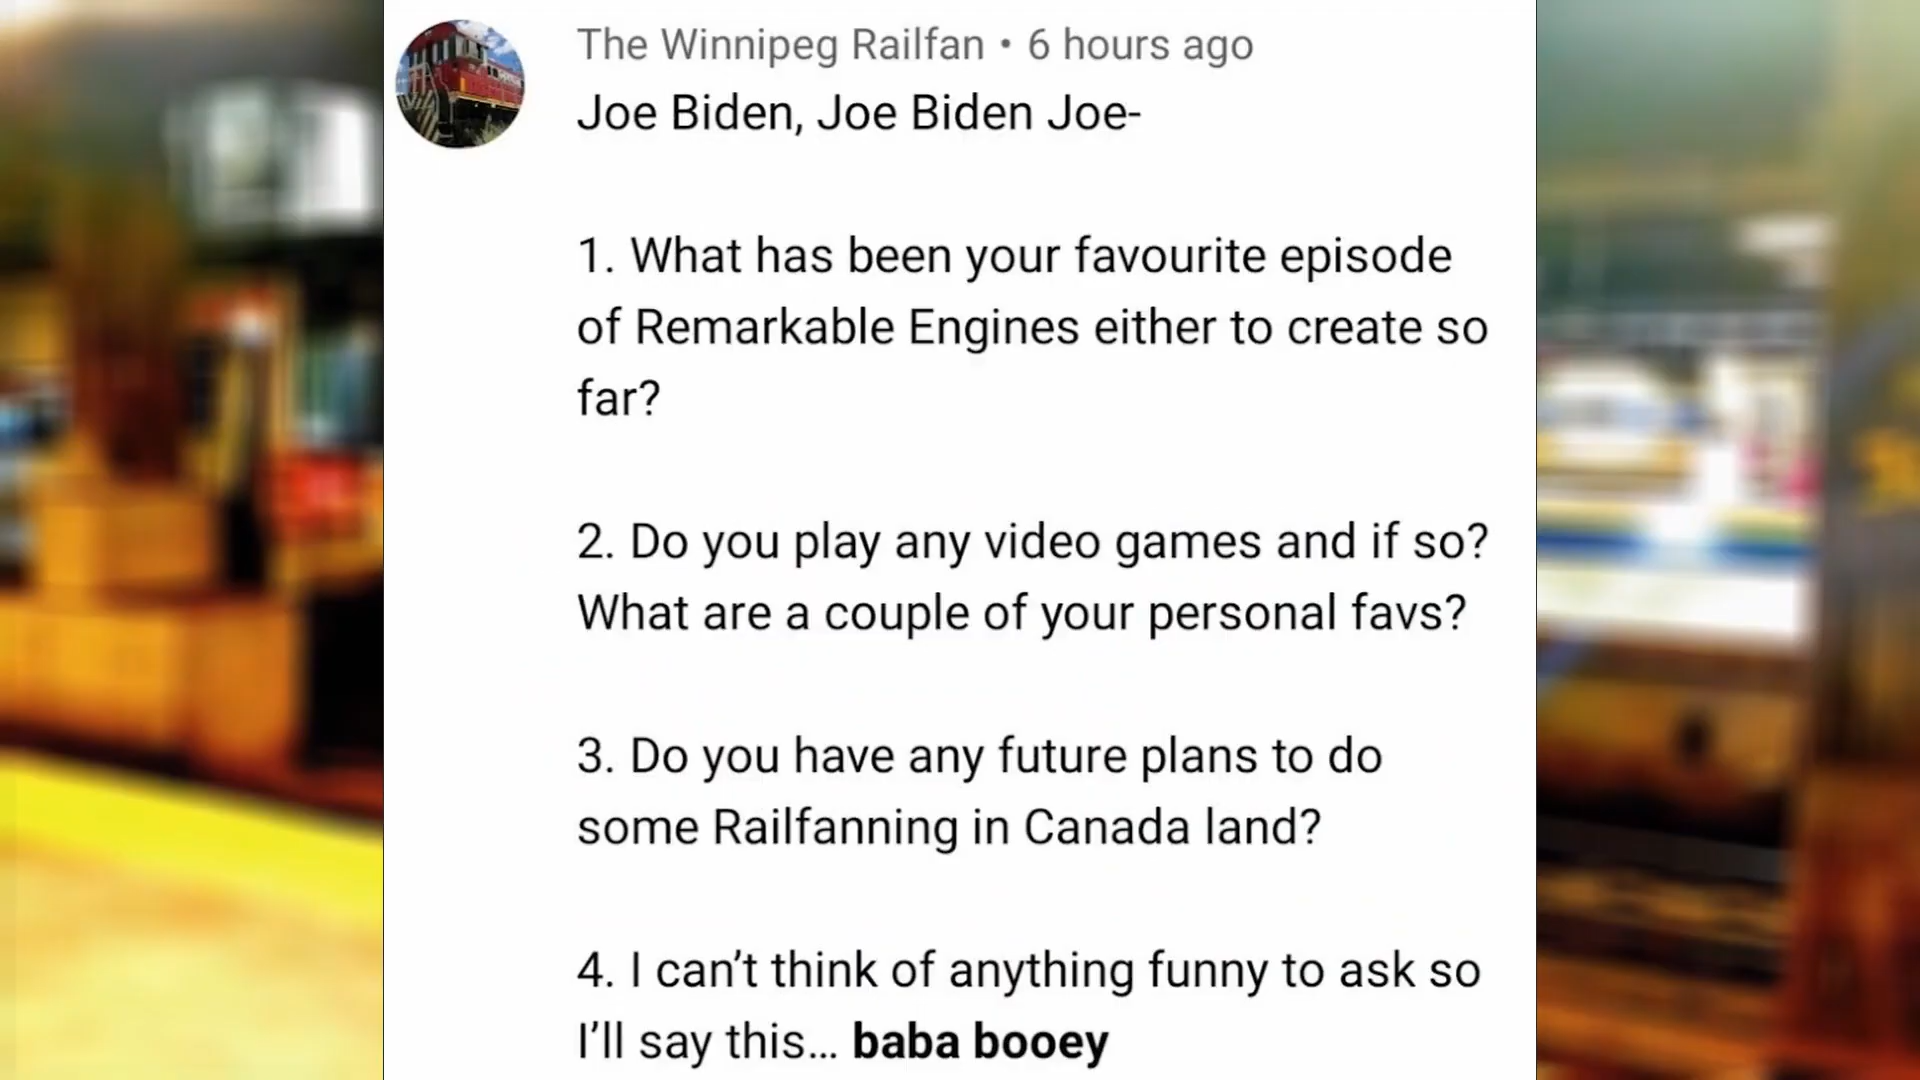 The Winnipeg Railfan • 6 hours ago
Joe Biden, Joe Biden Joe-
1. What has been your favourite episode
of Remarkable Engines either to create so
far?
2. Do you play any video games and if so?
What are a couple of your personal favs?
3. Do you have any future plans to do
some Railfanning in Canada land?
4. I can’t think of anything funny to ask so
I’ll say this... baba booey